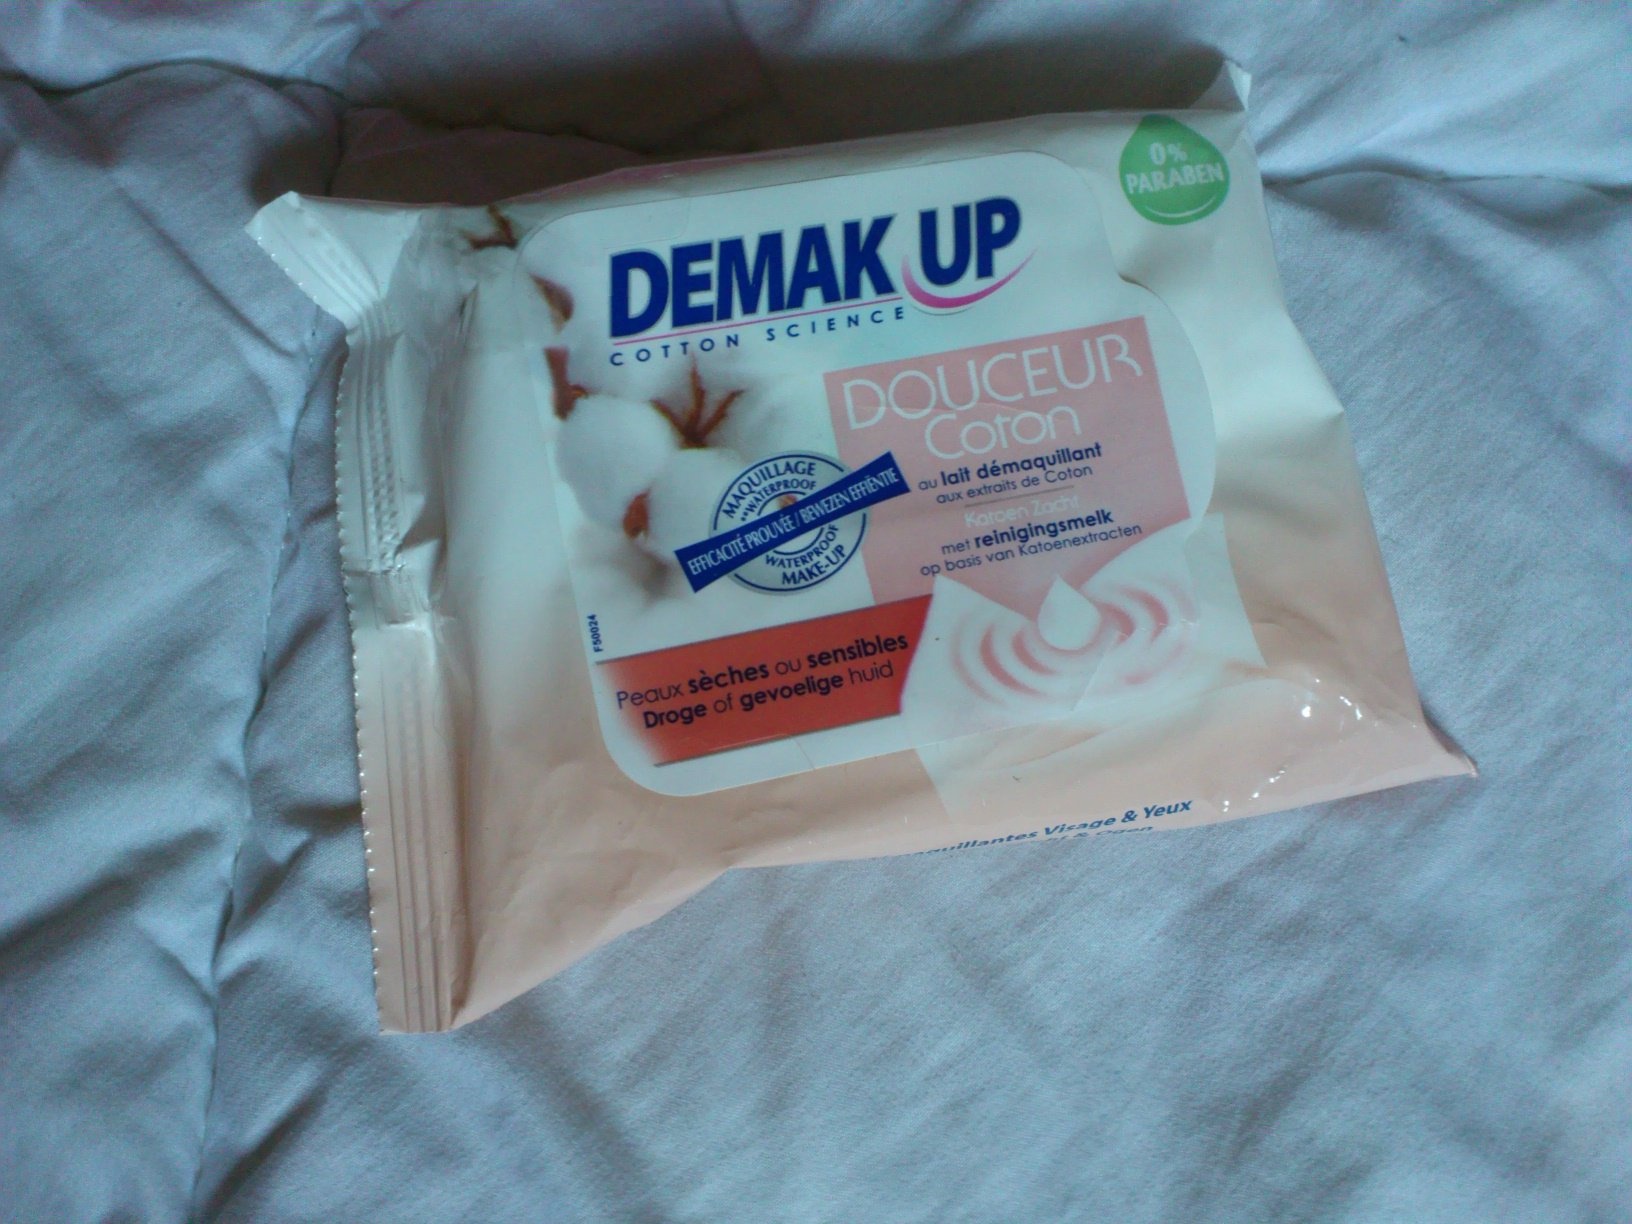 0%
PARABEN
DEMAK UP
COTTON SCIENCE
DOUCEUR
Coton
au lait démaquillant
aux extraits de Coton
Katoen Zacht
met reinigingsmelk
op basis van Katoenextracten
MAQUILLAGE
**WATERPROOF
EFFICACITÉ PROUVÉE / BEWEZEN EFFIËNTIE
WATERPROOF
MAKE-UP
F50024
Peaux sèches ou sensibles
Droge of gevoelige huid
Visage & Yeux